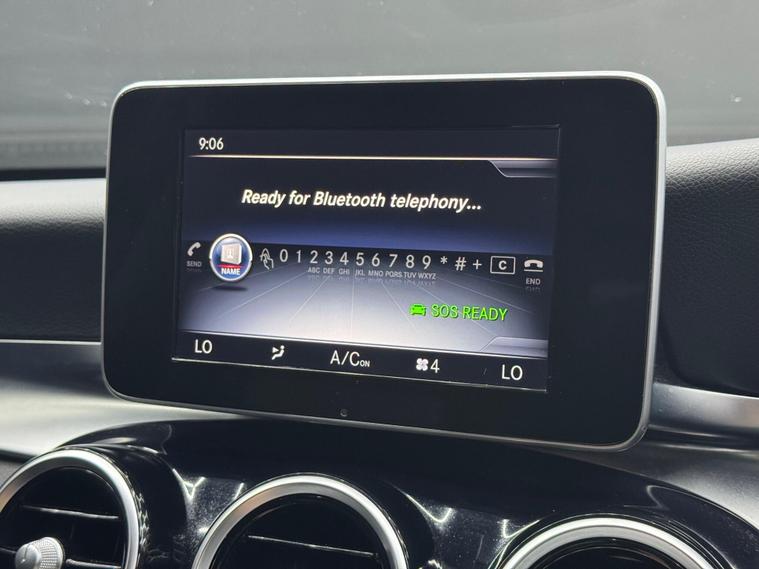 9:06
Ready for Bluetooth telephony...
SEND NAME 0 1 2 3 4 5 6 7 8 9 * # + C END
ABC DEF GHI JKL MNO PQRS TUV WXYZ
SOS READY
LO A/C ON 4 LO